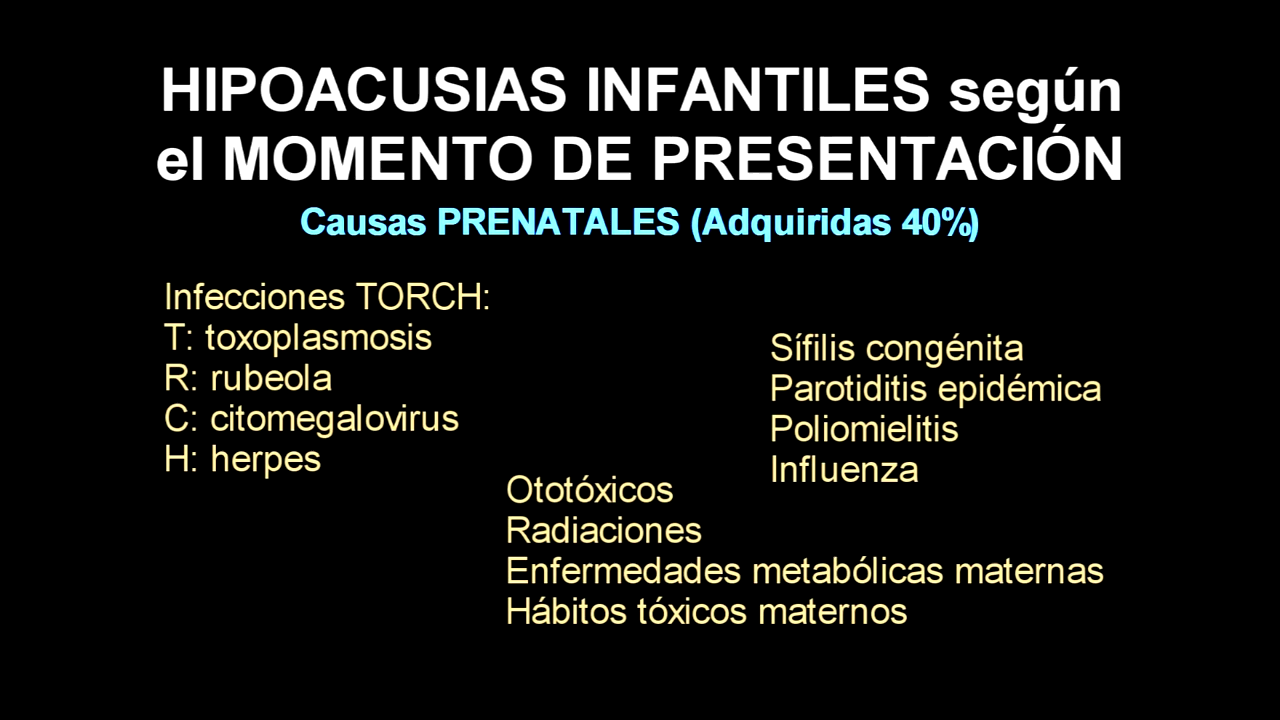 HIPOACUSIAS INFANTILES según
el MOMENTO DE PRESENTACIÓN
Causas PRENATALES (Adquiridas 40%)
Infecciones TORCH:
T: toxoplasmosis
R: rubeola
C: citomegalovirus
H: herpes
Sífilis congénita
Parotiditis epidémica
Poliomielitis
Influenza
Ototóxicos
Radiaciones
Enfermedades metabólicas maternas
Hábitos tóxicos maternos